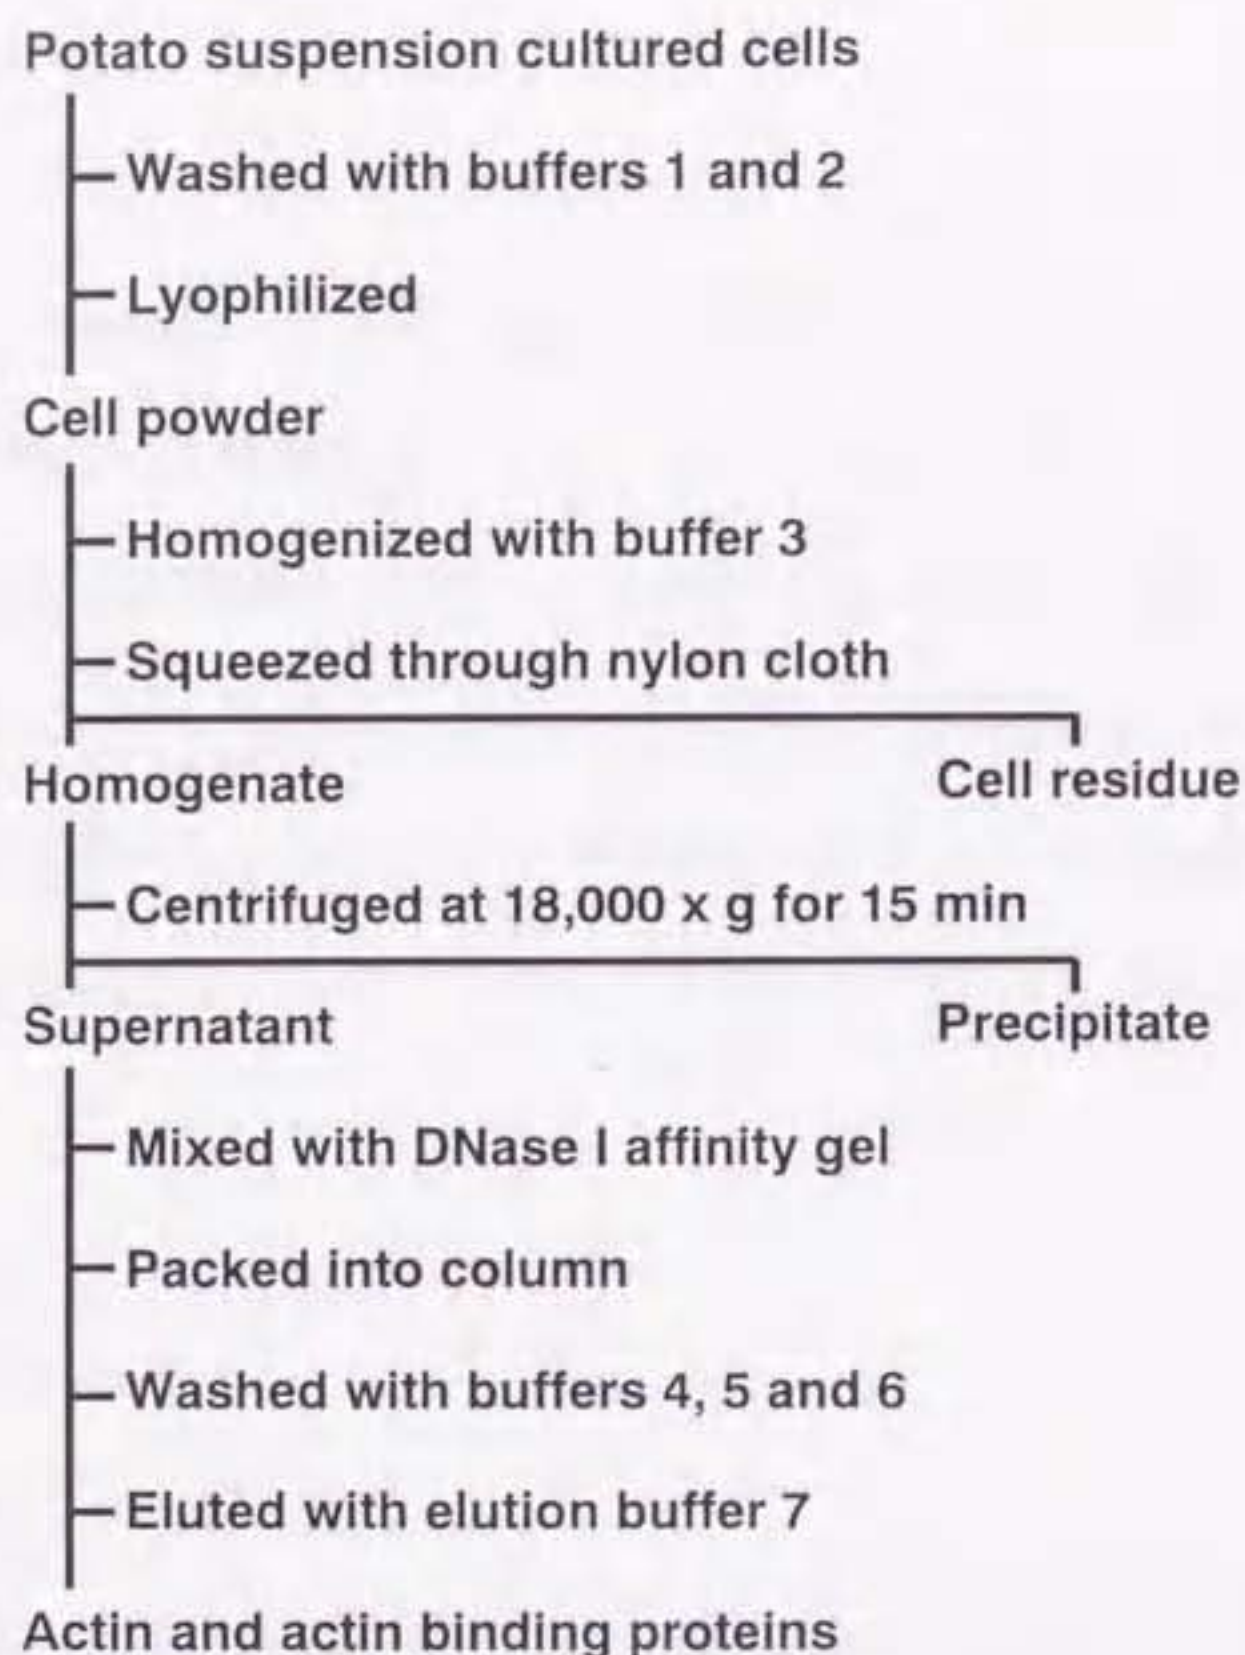 Potato suspension cultured cells
Washed with buffers 1 and 2
Lyophilized
Cell powder
Homogenized with buffer 3
Squeezed through nylon cloth
Homogenate
Cell residue
Centrifuged at 18,000 x g for 15 min
Supernatant
Precipitate
Mixed with DNase I affinity gel
Packed into column
Washed with buffers 4, 5 and 6
Eluted with elution buffer 7
Actin and actin binding proteins